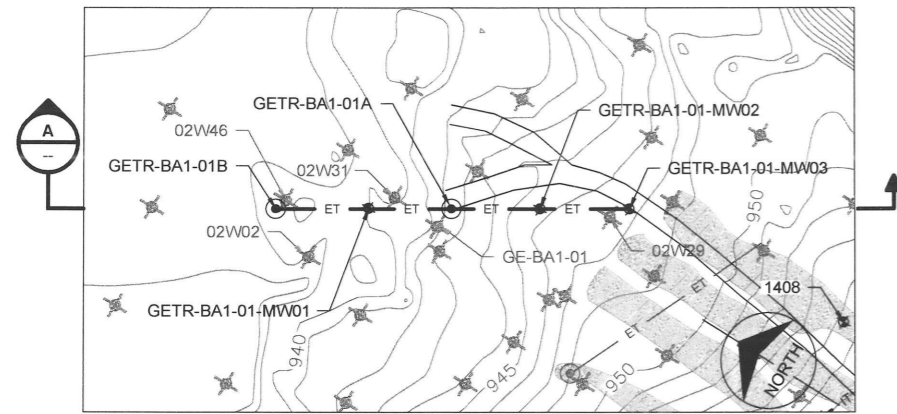 GETR-BA1-01A
GETR-BA1-01-MW02
02W46
02W31
GETR-BA1-01B
GETR-BA1-01-MW03
A
--
ET
ET
ET
ET
950
02W02
GE-BA1-01
02W29
1408
ET
GETR-BA1-01-MW01
ET
940
945
950
NORTH
ET